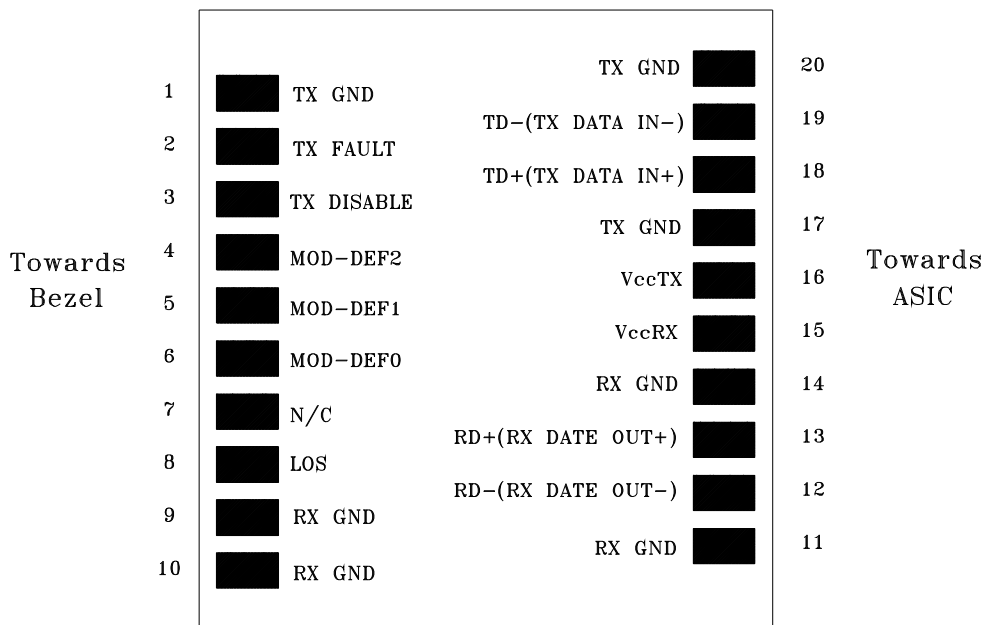 Towards
Bezel
1 TX GND
2 TX FAULT
3 TX DISABLE
4 MOD-DEF2
5 MOD-DEF1
6 MOD-DEF0
7 N/C
8 LOS
9 RX GND
10 RX GND
TX GND 20
TD-(TX DATA IN-) 19
TD+(TX DATA IN+) 18
TX GND 17
VccTX 16
VccRX 15
RX GND 14
RD+(RX DATE OUT+) 13
RD-(RX DATE OUT-) 12
RX GND 11
Towards
ASIC